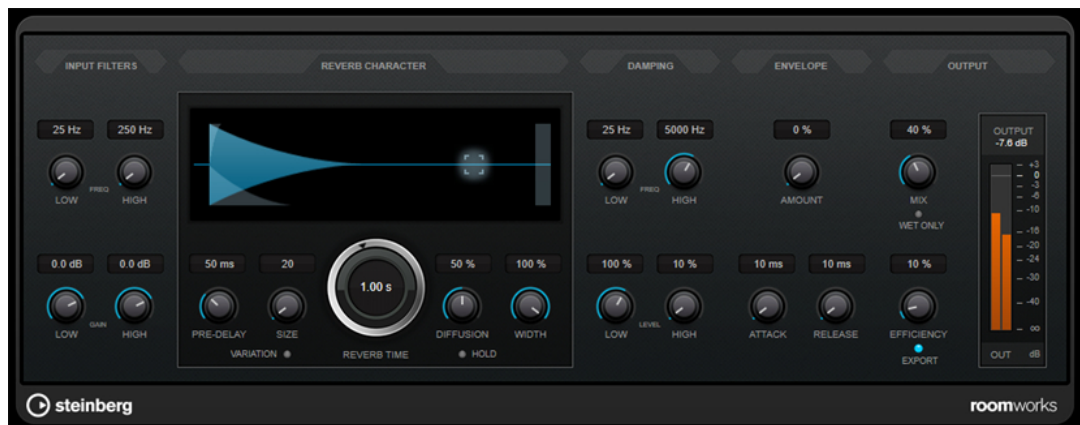 INPUT FILTERS
REVERB CHARACTER
DAMPING
ENVELOPE
OUTPUT
25 Hz 250 Hz
LOW FREQ HIGH
0.0 dB 0.0 dB
LOW GAIN HIGH
50 ms 20
1.00 s
50 % 100 %
PRE-DELAY SIZE
DIFFUSION WIDTH
VARIATION
REVERB TIME
HOLD
25 Hz 5000 Hz
LOW FREQ HIGH
100 % 10 %
LOW LEVEL HIGH
0 %
AMOUNT
10 ms 10 ms
ATTACK RELEASE
40 %
MIX
WET ONLY
10 %
EFFICIENCY
EXPORT
OUTPUT
-7.6 dB
+3
0
-3
-6
-10
-16
-20
-24
-30
-40
∞
OUT dB
steinberg
roomworks